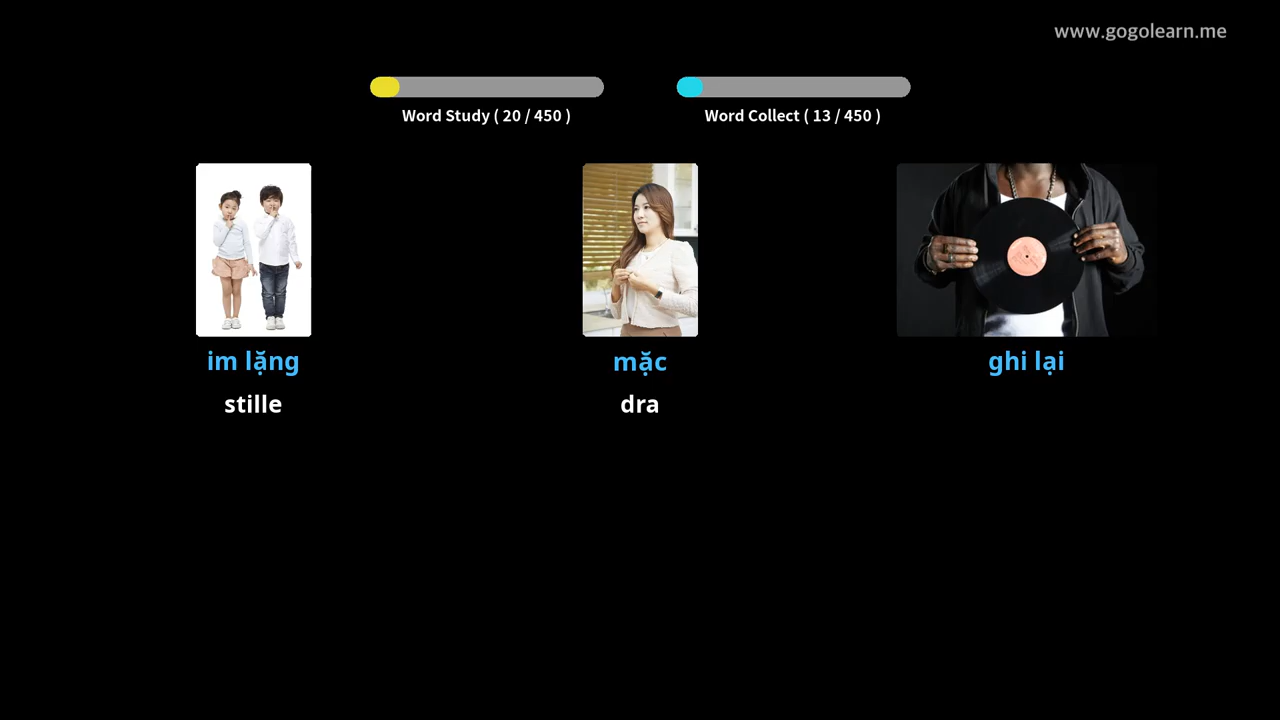 www.gogolearn.me
Word Study ( 20 / 450 )
Word Collect ( 13 / 450 )
im lặng
mặc
ghi lại
stille
dra